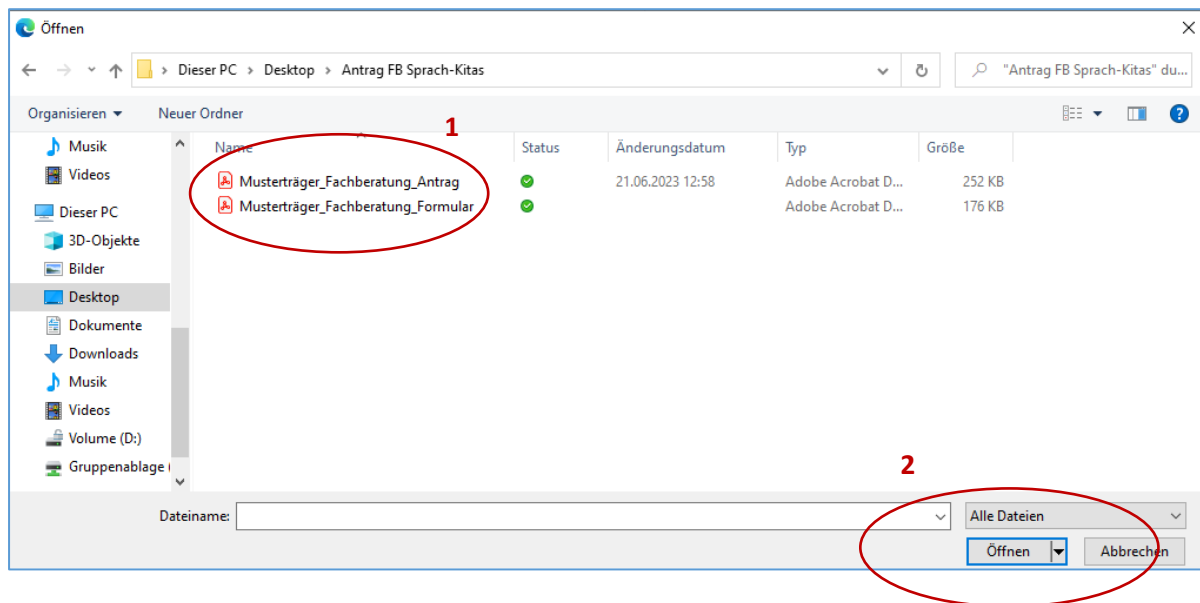 Öffnen
Dieser PC > Desktop > Antrag FB Sprach-Kitas
"Antrag FB Sprach-Kitas" du...
Organisieren Neuer Ordner
1
Name Status Änderungsdatum Typ Größe
Musik
Videos
Dieser PC
3D-Objekte
Bilder
Desktop
Dokumente
Downloads
Musik
Videos
Volume (D:)
Gruppenablage (
Musterträger_Fachberatung_Antrag 21.06.2023 12:58 Adobe Acrobat D... 252 KB
Musterträger_Fachberatung_Formular Adobe Acrobat D... 176 KB
2
Dateiname: Alle Dateien
Öffnen Abbrechen